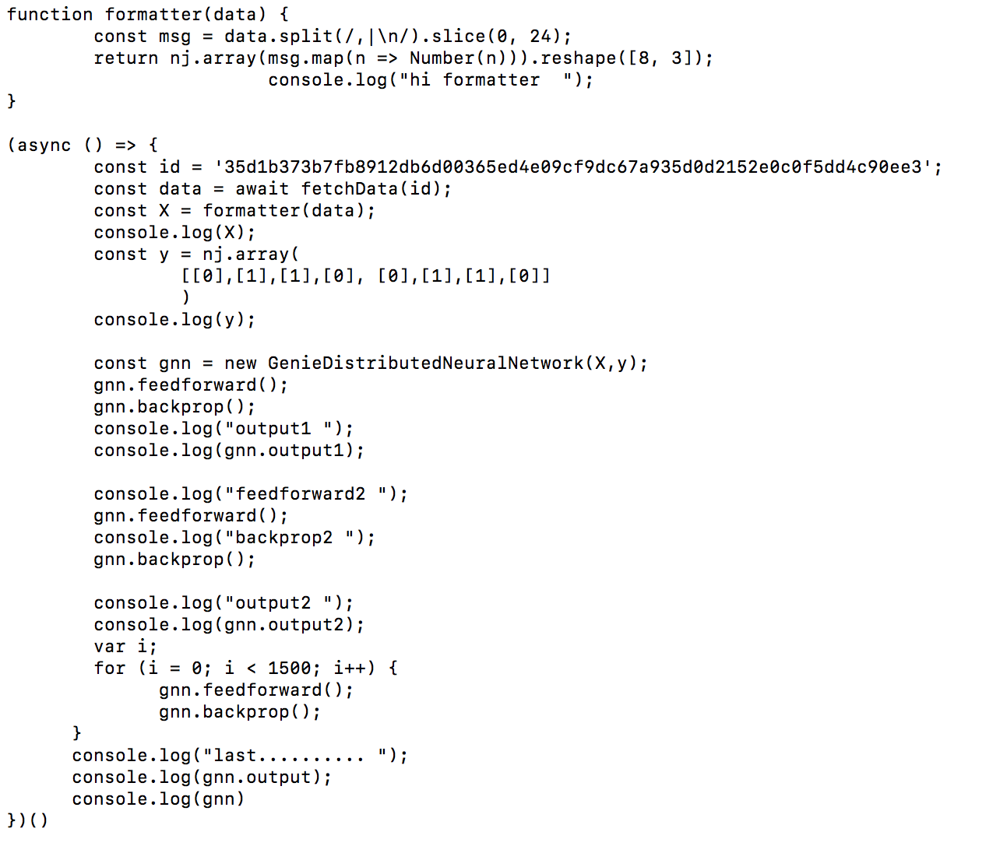 function formatter(data) {
        const msg = data.split(/,|\n/).slice(0, 24);
        return nj.array(msg.map(n => Number(n))).reshape([8, 3]);
                        console.log("hi formatter  ");
}

(async () => {
        const id = '35d1b373b7fb8912db6d00365ed4e09cf9dc67a935d0d2152e0c0f5dd4c90ee3';
        const data = await fetchData(id);
        const X = formatter(data);
        console.log(X);
        const y = nj.array(
                [[0],[1],[1],[0], [0],[1],[1],[0]]
                )
        console.log(y);

        const gnn = new GenieDistributedNeuralNetwork(X,y);
        gnn.feedforward();
        gnn.backprop();
        console.log("output1 ");
        console.log(gnn.output1);

        console.log("feedforward2 ");
        gnn.feedforward();
        console.log("backprop2 ");
        gnn.backprop();

        console.log("output2 ");
        console.log(gnn.output2);
        var i;
        for (i = 0; i < 1500; i++) {
              gnn.feedforward();
              gnn.backprop();
      }
      console.log("last.......... ");
      console.log(gnn.output);
      console.log(gnn)
})()